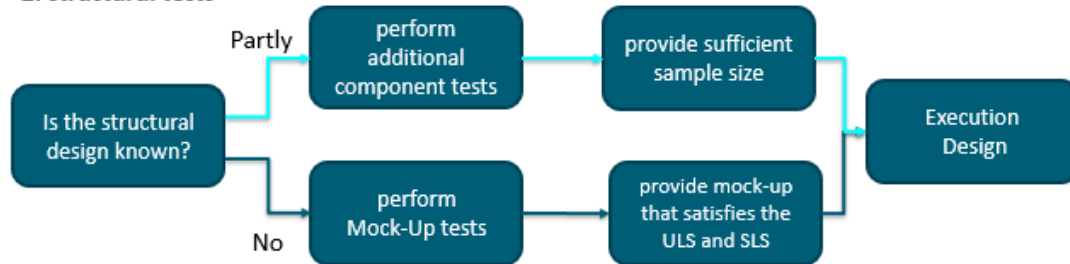 Partly
perform
additional
component tests
provide sufficient
sample size
Is the structural
design known?
Execution
Design
perform
Mock-Up tests
provide mock-up
that satisfies the
ULS and SLS
No